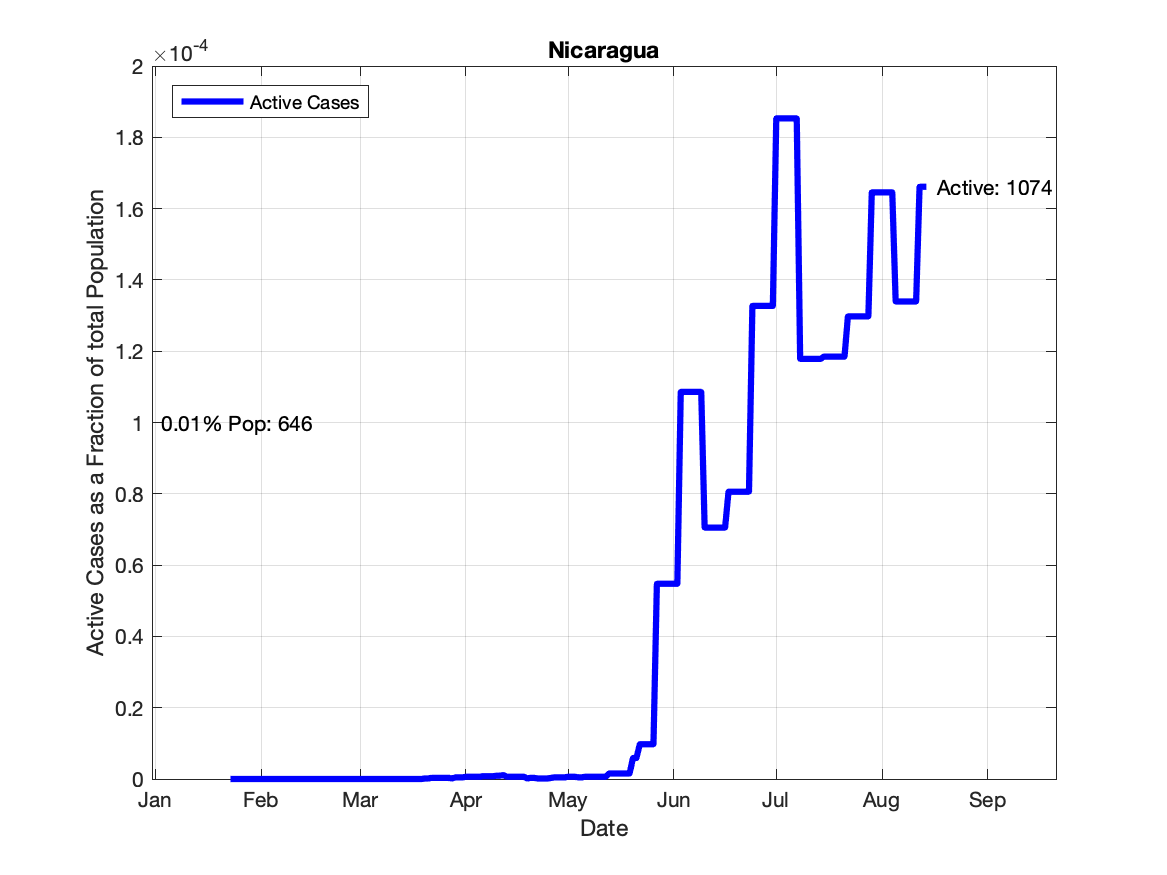 Nicaragua
×10-4
Active Cases
2
1.8
1.6
1.4
1.2
1
0.8
0.6
0.4
0.2
0
Active Cases as a Fraction of total Population
0.01% Pop: 646
Active: 1074
Jan Feb Mar Apr May Jun Jul Aug Sep
Date